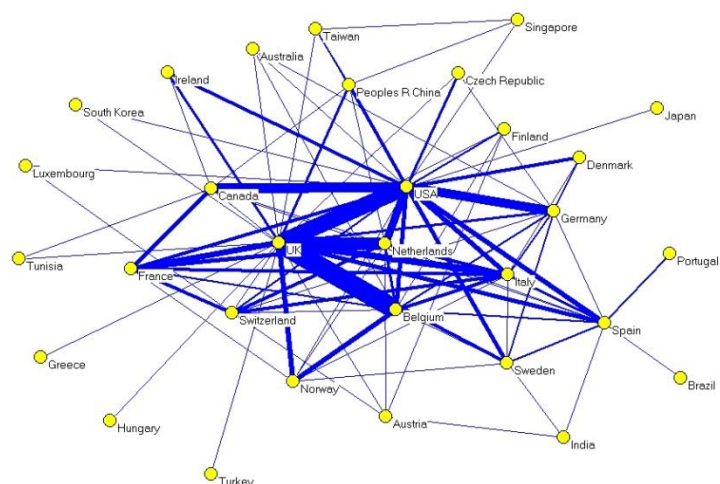 Singapore
Taiwan
Australia
Ireland
Peoples R China
Czech Republic
South Korea
Japan
Finland
Denmark
Luxembourg
Canada
USA
Germany
UK
Netherlands
Portugal
Tunisia
France
Italy
Switzerland
Belgium
Spain
Greece
Sweden
Norway
Brazil
Hungary
Austria
India
Turkey